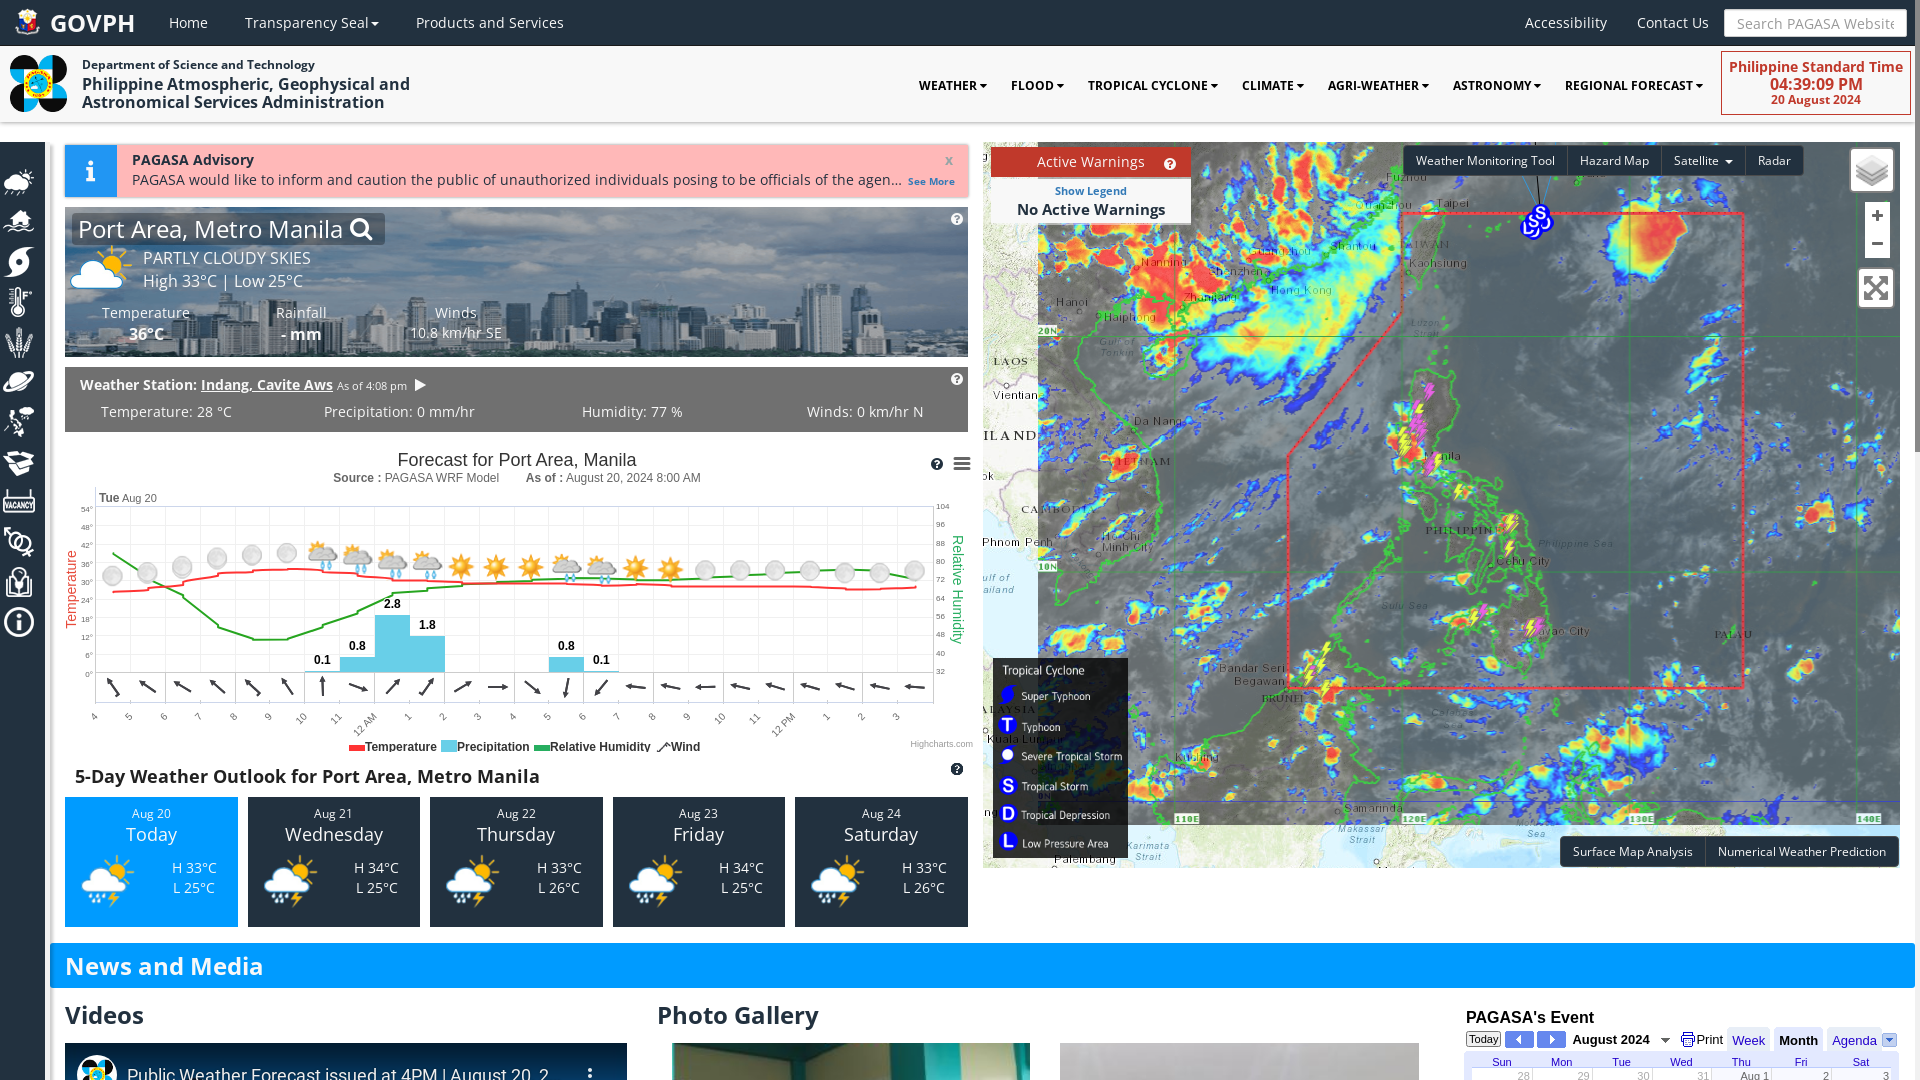 GOVPH
Home
Transparency Seal
Products and Services
Accessibility
Contact Us
Search PAGASA Website
Department of Science and Technology
Philippine Atmospheric, Geophysical and
Astronomical Services Administration
WEATHER
FLOOD
TROPICAL CYCLONE
CLIMATE
AGRI-WEATHER
ASTRONOMY
REGIONAL FORECAST
Philippine Standard Time
04:39:09 PM
20 August 2024
VACANCY
PAGASA Advisory
x
PAGASA would like to inform and caution the public of unauthorized individuals posing to be officials of the agen... See More
Port Area, Metro Manila
PARTLY CLOUDY SKIES
High 33°C | Low 25°C
Temperature
36°C
Rainfall
- mm
Winds
10.8 km/hr SE
Weather Station: Indang, Cavite Aws As of 4:08 pm
Temperature: 28 °C
Precipitation: 0 mm/hr
Humidity: 77 %
Winds: 0 km/hr N
Forecast for Port Area, Manila
Source : PAGASA WRF Model As of : August 20, 2024 8:00 AM
Tue Aug 20
54°
48°
42°
36°
30°
24°
18°
12°
6°
0°
Temperature
104
96
88
80
72
64
56
48
40
32
Relative Humidity
0.1
0.8
2.8
1.8
0.8
0.1
4 5 6 7 8 9 10 11 12 AM 1 2 3 4 5 6 7 8 9 10 11 12 PM 1 2 3
Temperature Precipitation Relative Humidity Wind
Highcharts.com
5-Day Weather Outlook for Port Area, Metro Manila
Aug 20
Today
H 33°C
L 25°C
Aug 21
Wednesday
H 34°C
L 25°C
Aug 22
Thursday
H 33°C
L 26°C
Aug 23
Friday
H 34°C
L 25°C
Aug 24
Saturday
H 33°C
L 26°C
Active Warnings
Show Legend
No Active Warnings
Weather Monitoring Tool
Hazard Map
Satellite
Radar
+
−
Fuzhou
Taipei
Quanzhou
Shantou
TAIWAN
Kaohsiung
Guangzhou
Shenzhen
Hong Kong
Nanning
Zhanjiang
Hanoi
Haiphong
Gulf of
Tonkin
Luzon
Strait
20N
LAOS
Vientian
Da Nang
ILAND
VIETNAM
CAMBODIA
Phnom Penh
Ho Chi
Minh City
10N
PHILIPPIN
Philippine Sea
Cebu City
Sulu Sea
PALAU
Bandar Seri
Begawan
BRUNEI
Kuching
Samarinda
110E
120E
130E
140E
Makassar
Strait
Karimata
Strait
Palembang
Tropical Cyclone
Super Typhoon
T Typhoon
Severe Tropical Storm
S Tropical Storm
D Tropical Depression
L Low Pressure Area
Surface Map Analysis
Numerical Weather Prediction
News and Media
Videos
Photo Gallery
Public Weather Forecast issued at 4PM | August 20, 2
PAGASA's Event
Today
August 2024
Print
Week
Month
Agenda
Sun Mon Tue Wed Thu Fri Sat
28 29 30 31 Aug 1 2 3